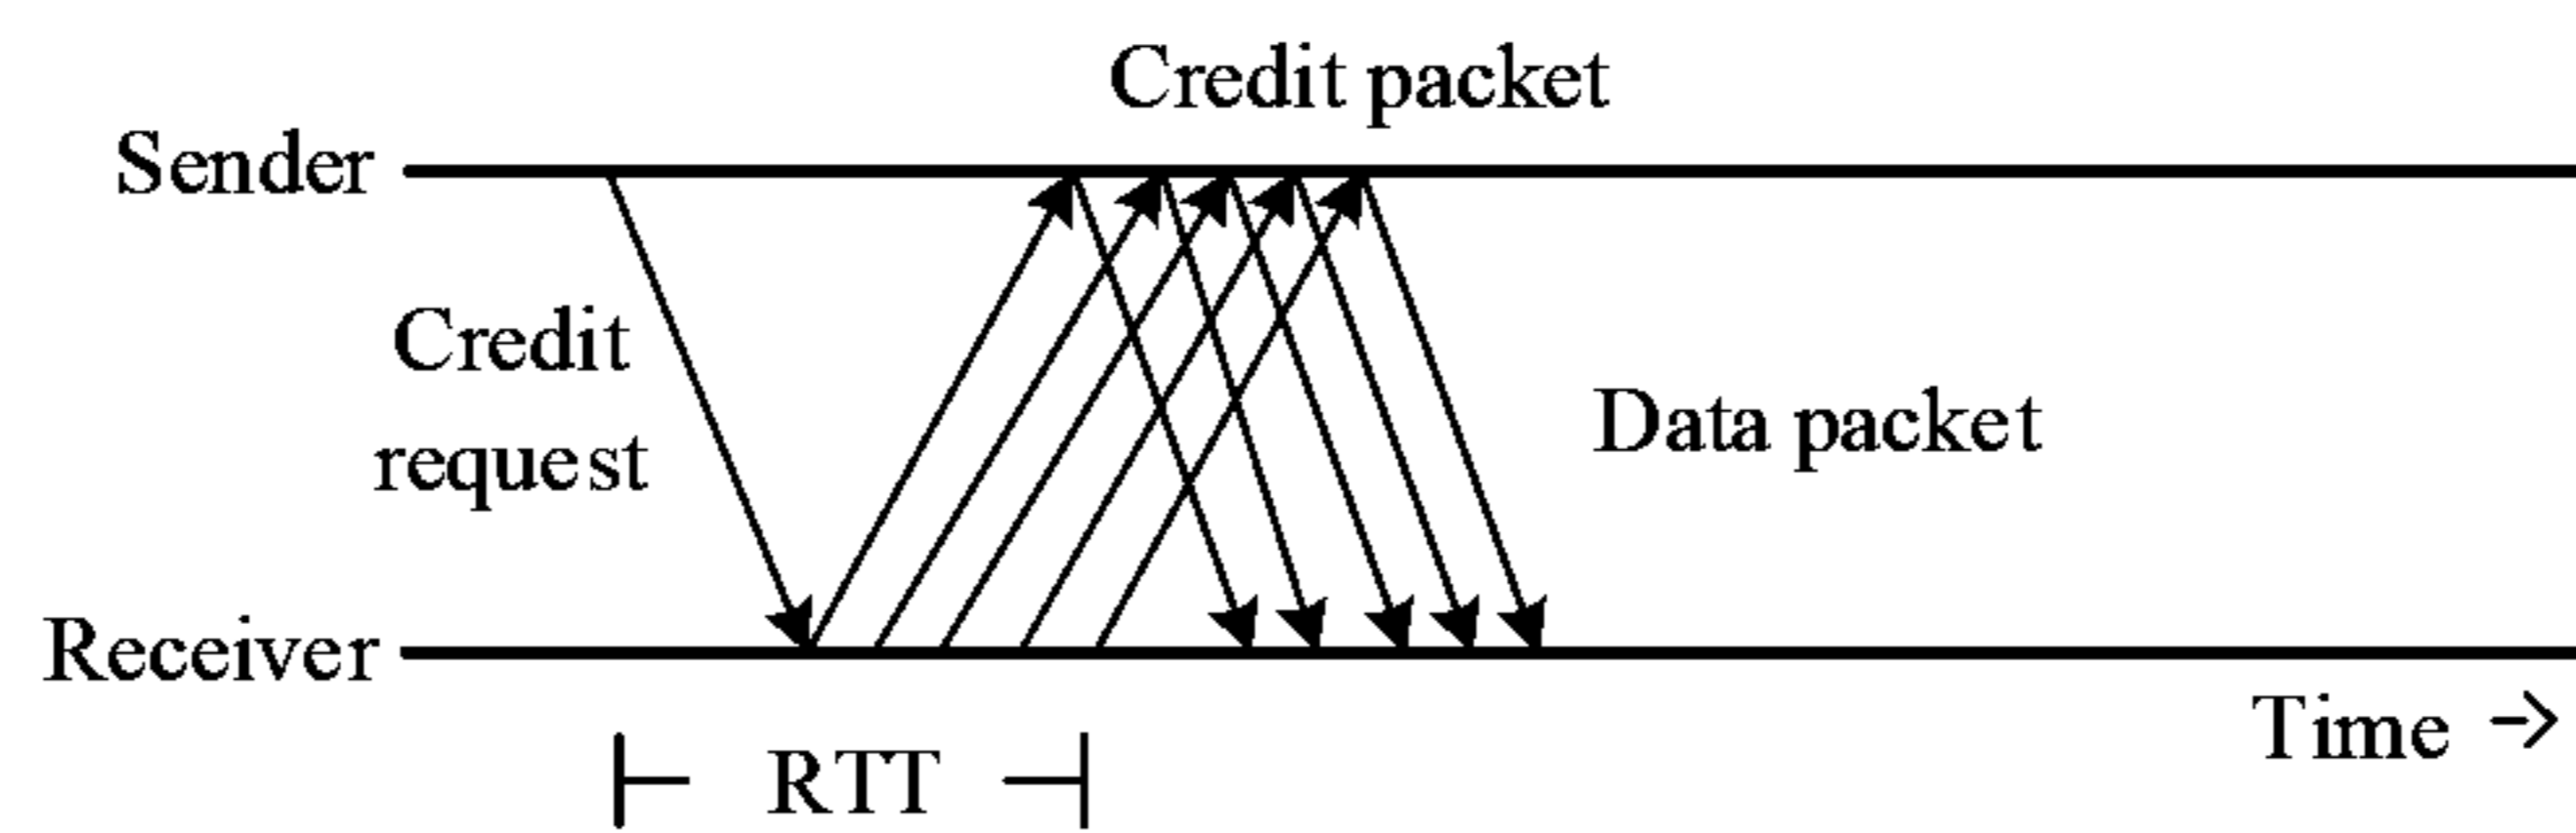 Credit packet
Sender
Credit
request
Data packet
Receiver
RTT
Time →